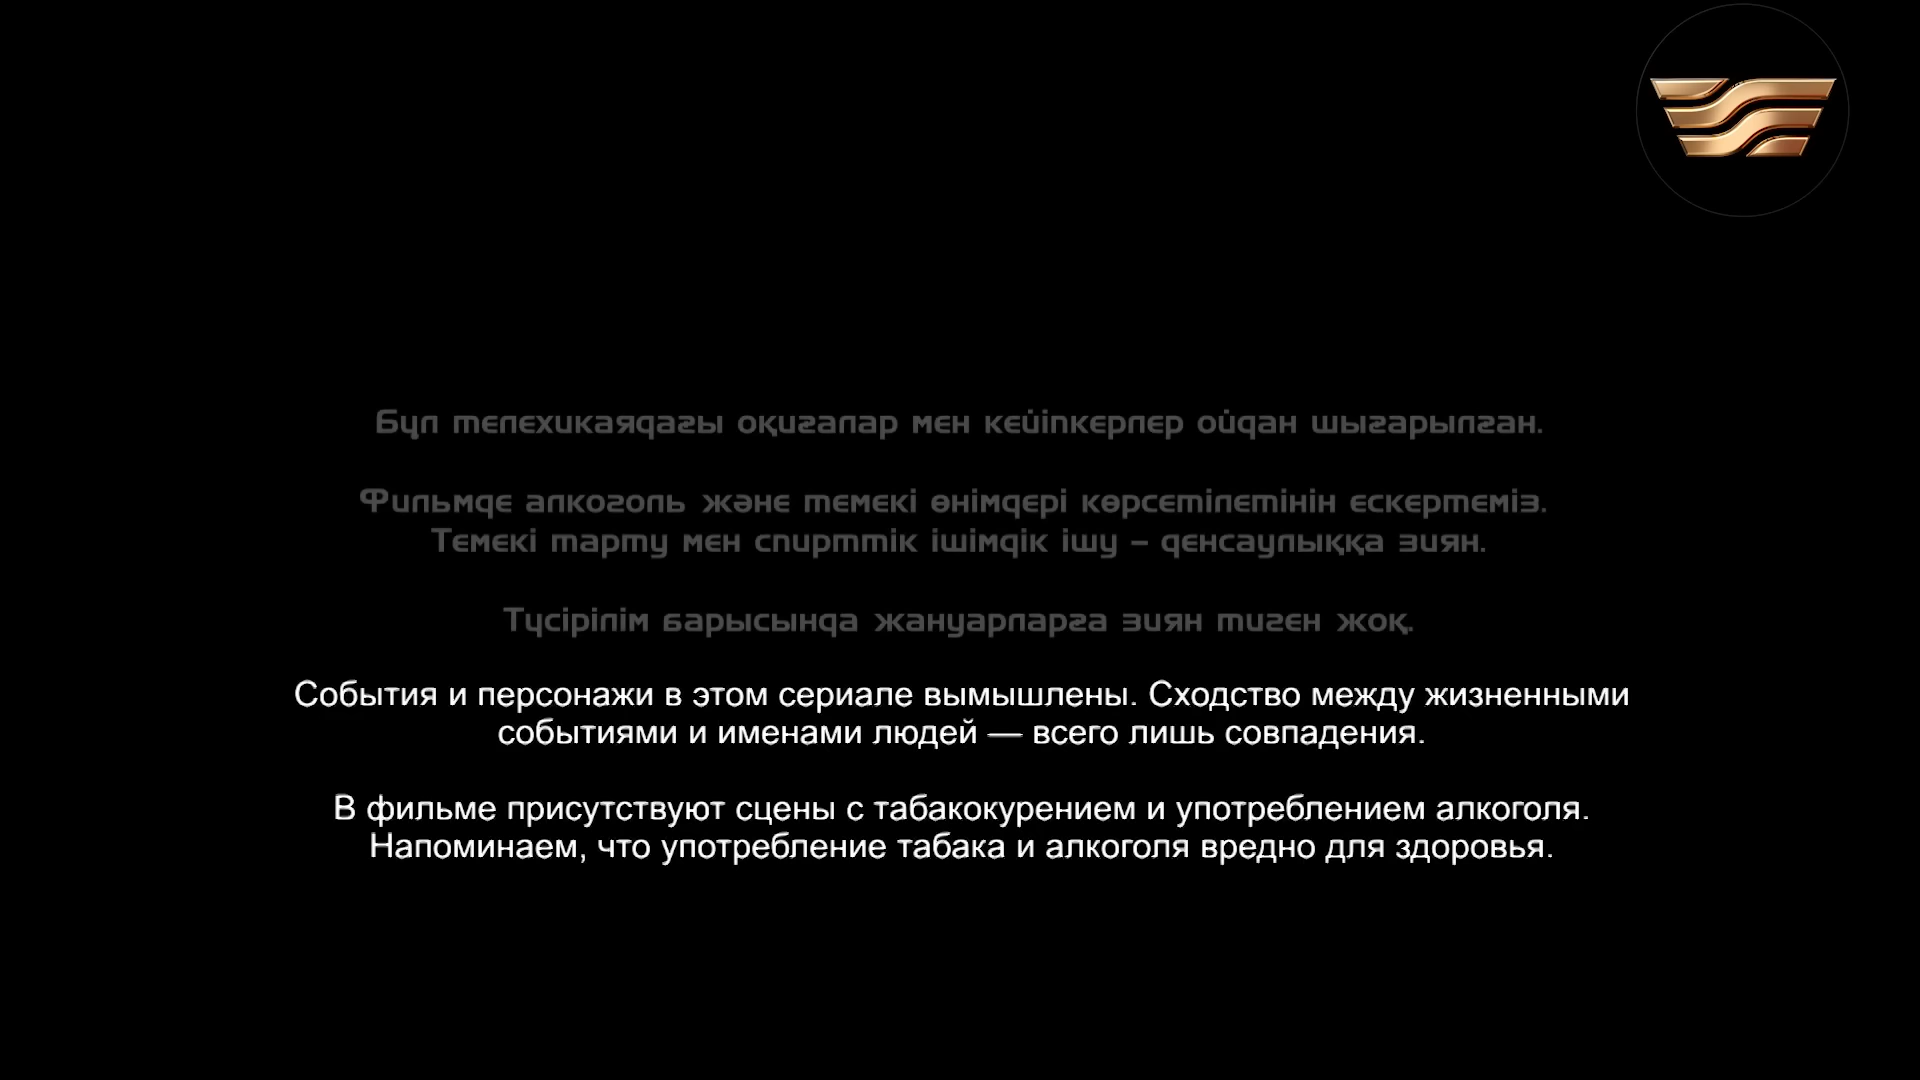 Бұл телехикаядағы оқиғалар мен кейіпкерлер ойдан шығарылған.
Фильмде алкоголь және темекі өнімдері көрсетілетінін ескертеміз.
Темекі тарту мен спирттік ішімдік ішу – денсаулыққа зиян.
Түсірілім барысында жануарларға зиян тиген жоқ.
События и персонажи в этом сериале вымышлены. Сходство между жизненными
событиями и именами людей — всего лишь совпадения.
В фильме присутствуют сцены с табакокурением и употреблением алкоголя.
Напоминаем, что употребление табака и алкоголя вредно для здоровья.